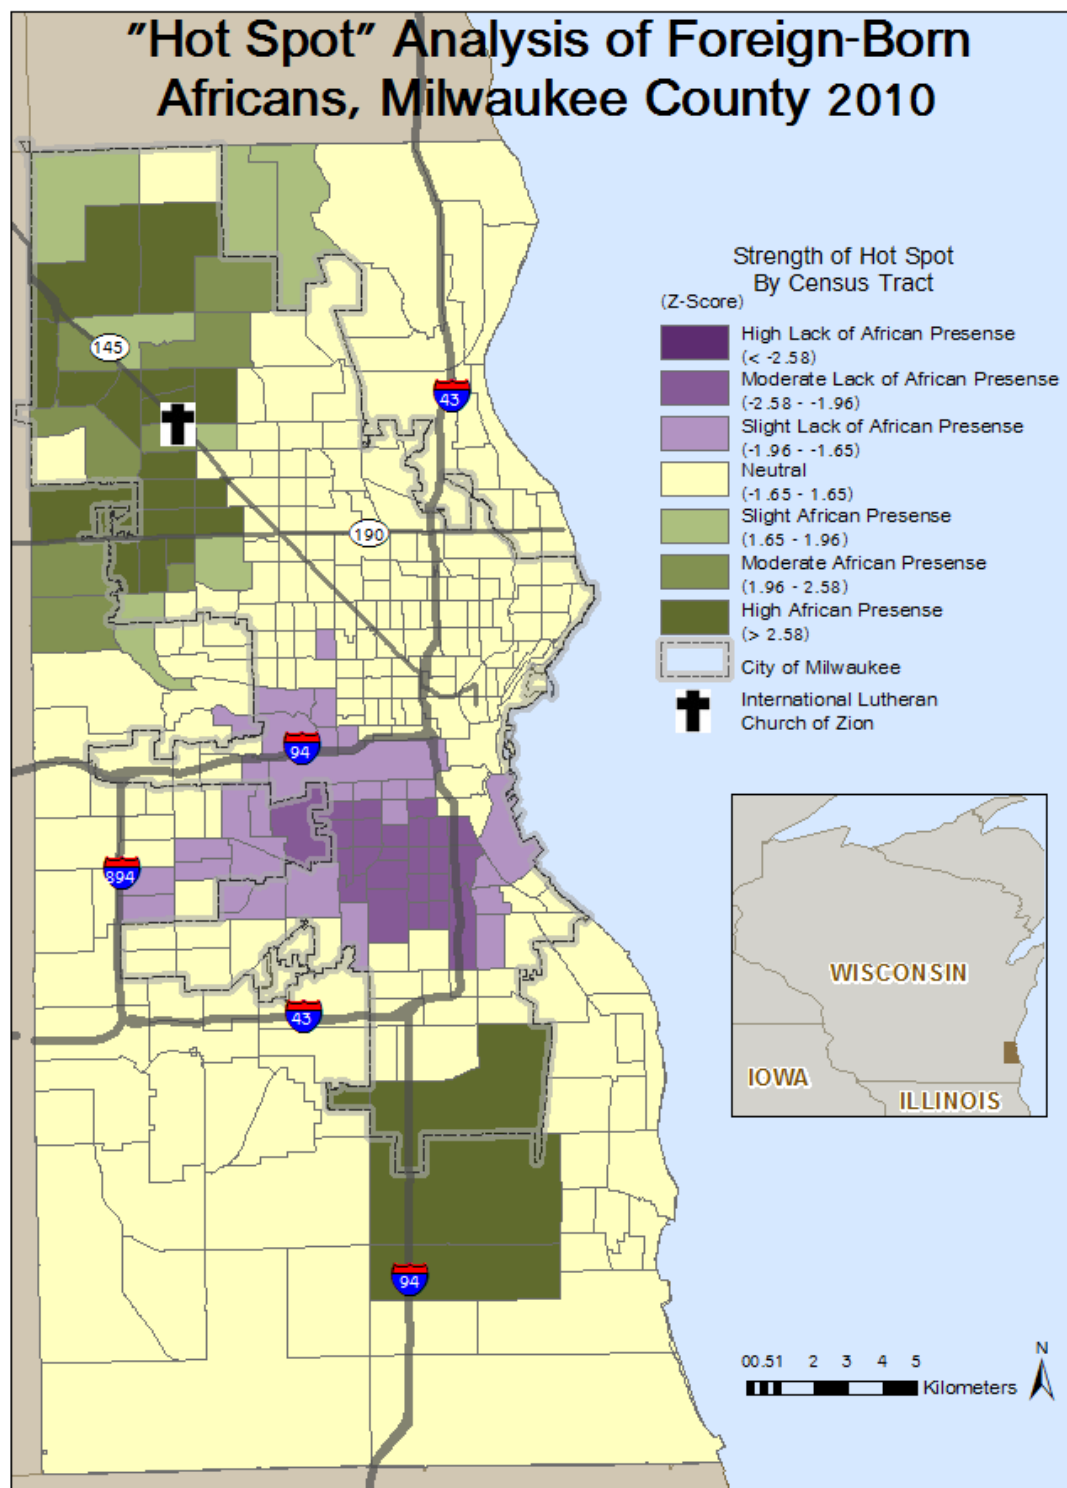 "Hot Spot" Analysis of Foreign-Born
Africans, Milwaukee County 2010
Strength of Hot Spot
By Census Tract
(Z-Score)
High Lack of African Presense
(< -2.58)
Moderate Lack of African Presense
(-2.58 - -1.96)
Slight Lack of African Presense
(-1.96 - -1.65)
Neutral
(-1.65 - 1.65)
Slight African Presense
(1.65 - 1.96)
Moderate African Presense
(1.96 - 2.58)
High African Presense
(> 2.58)
City of Milwaukee
International Lutheran
Church of Zion
145
43
190
94
894
43
94
WISCONSIN
IOWA
ILLINOIS
N
00.51 2 3 4 5
Kilometers